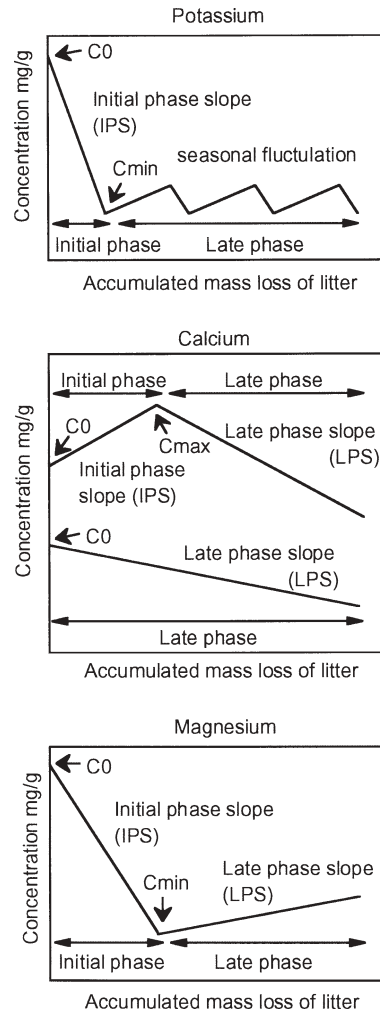 Potassium
Concentration mg/g
C0
Initial phase slope
(IPS)
Cmin
seasonal fluctulation
Initial phase
Late phase
Accumulated mass loss of litter
Calcium
Concentration mg/g
Initial phase
Late phase
C0
Cmax
Initial phase
slope (IPS)
Late phase slope
(LPS)
C0
Late phase slope
(LPS)
Late phase
Accumulated mass loss of litter
Magnesium
Concentration mg/g
C0
Initial phase slope
(IPS)
Cmin
Late phase slope
(LPS)
Initial phase
Late phase
Accumulated mass loss of litter